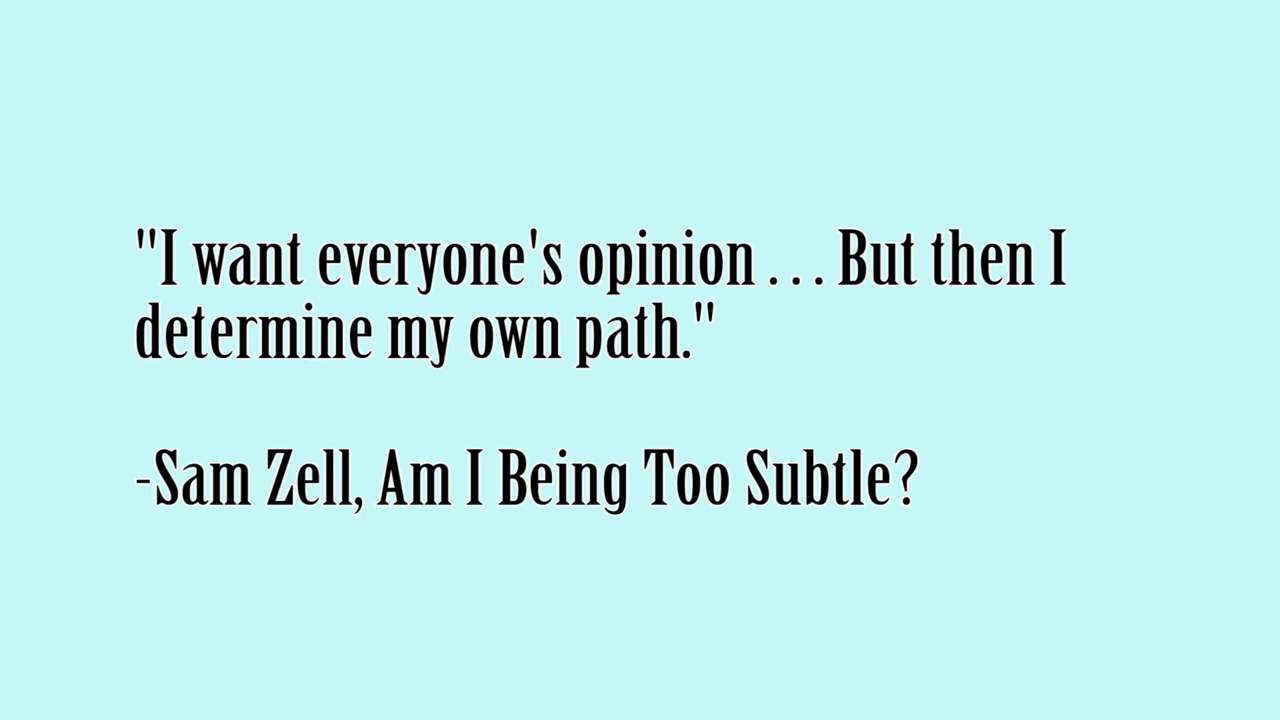 "I want everyone's opinion . . . But then I
determine my own path."
-Sam Zell, Am I Being Too Subtle?